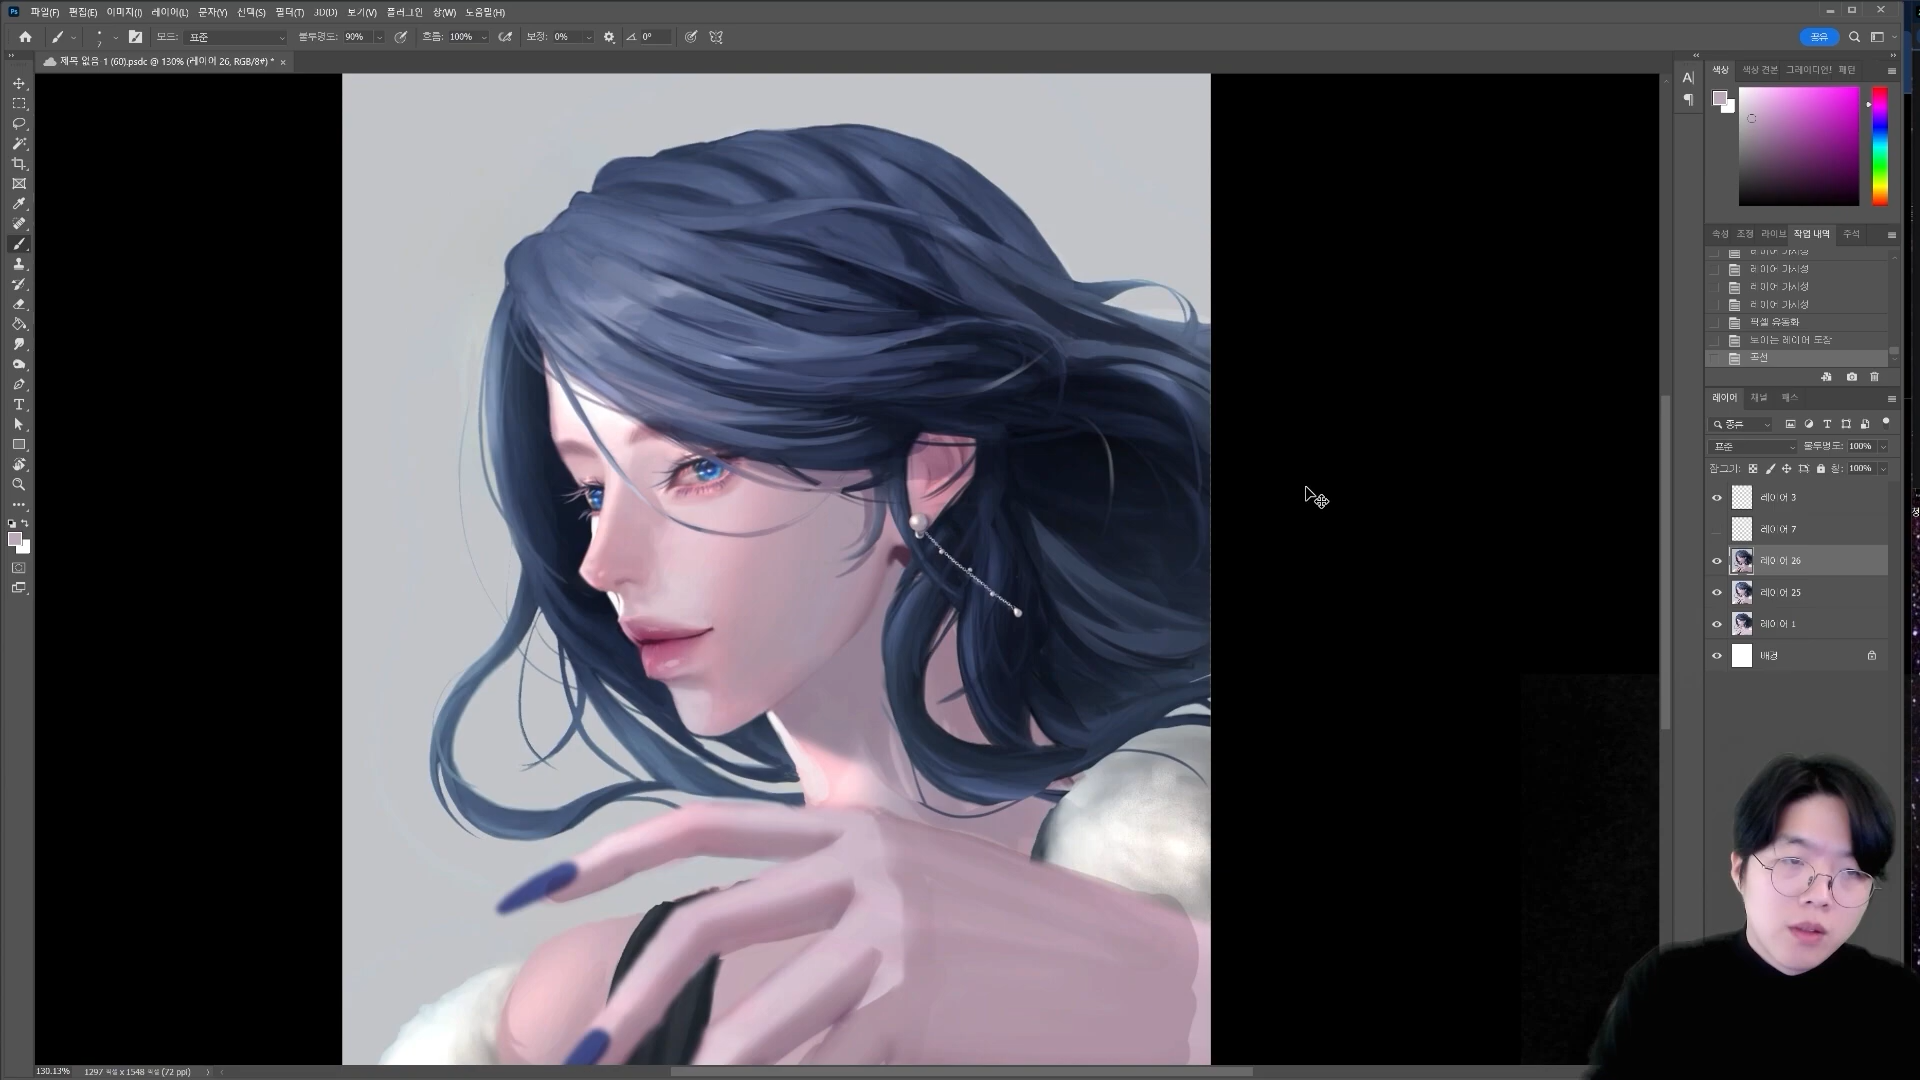 Ps 파일(F) 편집(E) 이미지(I) 레이어(L) 문자(Y) 선택(S) 필터(T) 3D(D) 보기(V) 플러그인 창(W) 도움말(H)
모드: 표준 불투명도: 90% 흐름: 100% 보정: 0% 0° 공유
제목 없음 1 (60).psdc @ 130% (레이어 26, RGB/8#) * ×
색상 색상 견본 그레이디언! 패턴
속성 조정 라이브 작업 내역 주석
레이어 가시성
레이어 가시성
레이어 가시성
레이어 가시성
픽셀 유동화
보이는 레이어 도장
곡선
레이어 채널 패스
종류
표준 불투명도: 100%
잠그기: 칠: 100%
레이어 3
레이어 7
레이어 26
레이어 25
레이어 1
배경
130.13% 1297 픽셀 x 1548 픽셀 (72 ppi)